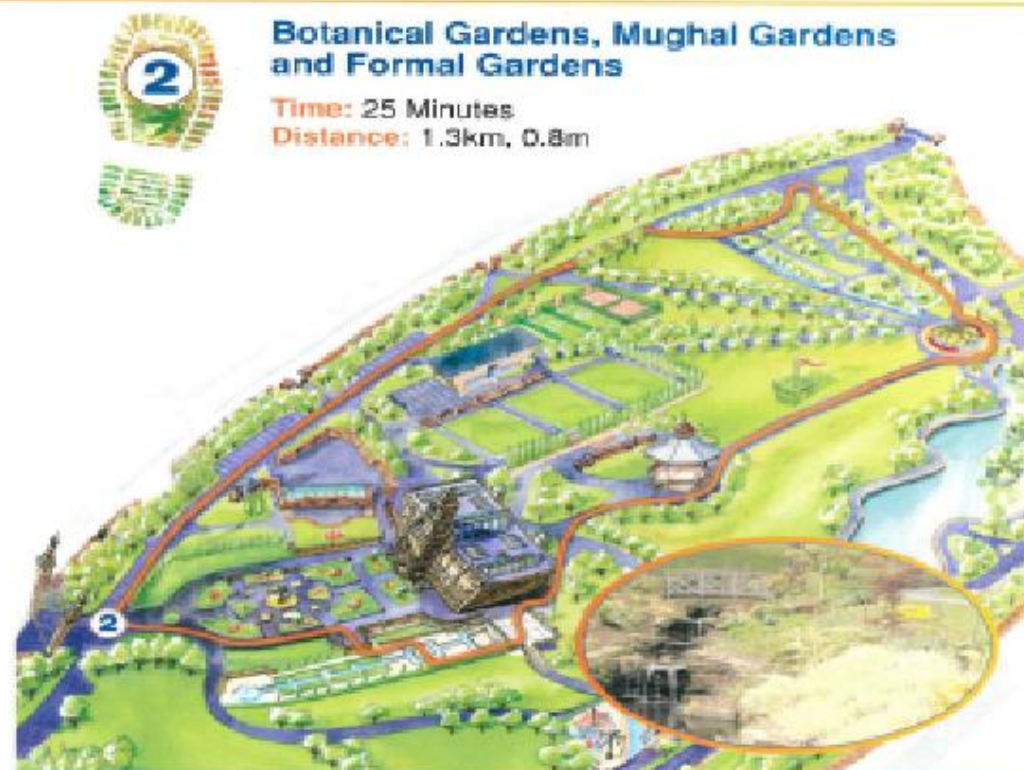 2
Botanical Gardens, Mughal Gardens
and Formal Gardens
Time: 25 Minutes
Distance: 1.3km, 0.8m
2